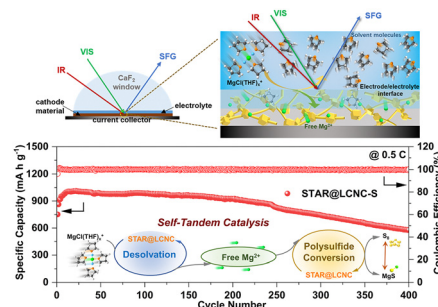 IR
VIS
SFG
CaF₂
window
cathode
material
electrolyte
current collector
IR
VIS
SFG
Solvent molecules
MgCl(THF)ₙ⁺
Electrode/electrolyte
interface
Free Mg²⁺
Specific Capacity (mA h g⁻¹)
1500
1200
900
600
300
0
@ 0.5 C
STAR@LCNC-S
Self-Tandem Catalysis
MgCl(THF)ₙ⁺
STAR@LCNC
Desolvation
Free Mg²⁺
Polysulfide
Conversion
STAR@LCNC
S₈
MgS
120
100
80
60
40
20
0
Coulombic Efficiency (%)
0
50
100
150
200
250
300
350
400
Cycle Number